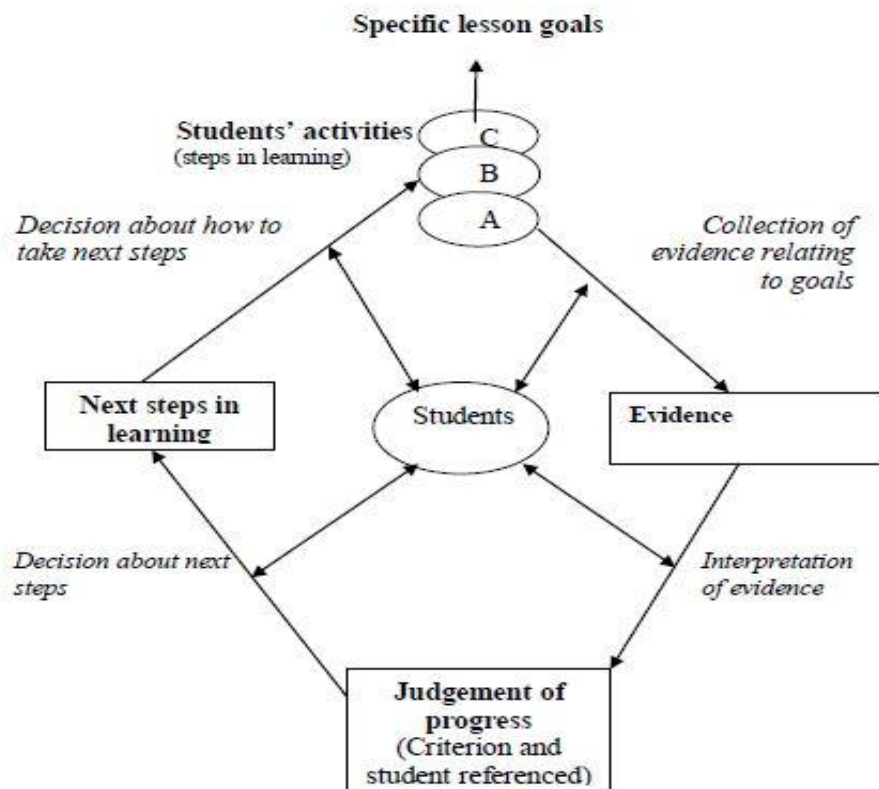 Specific lesson goals
Students’ activities
(steps in learning)
C
B
A
Decision about how to
take next steps
Collection of
evidence relating
to goals
Next steps in
learning
Students
Evidence
Decision about next
steps
Interpretation
of evidence
Judgement of
progress
(Criterion and
student referenced)